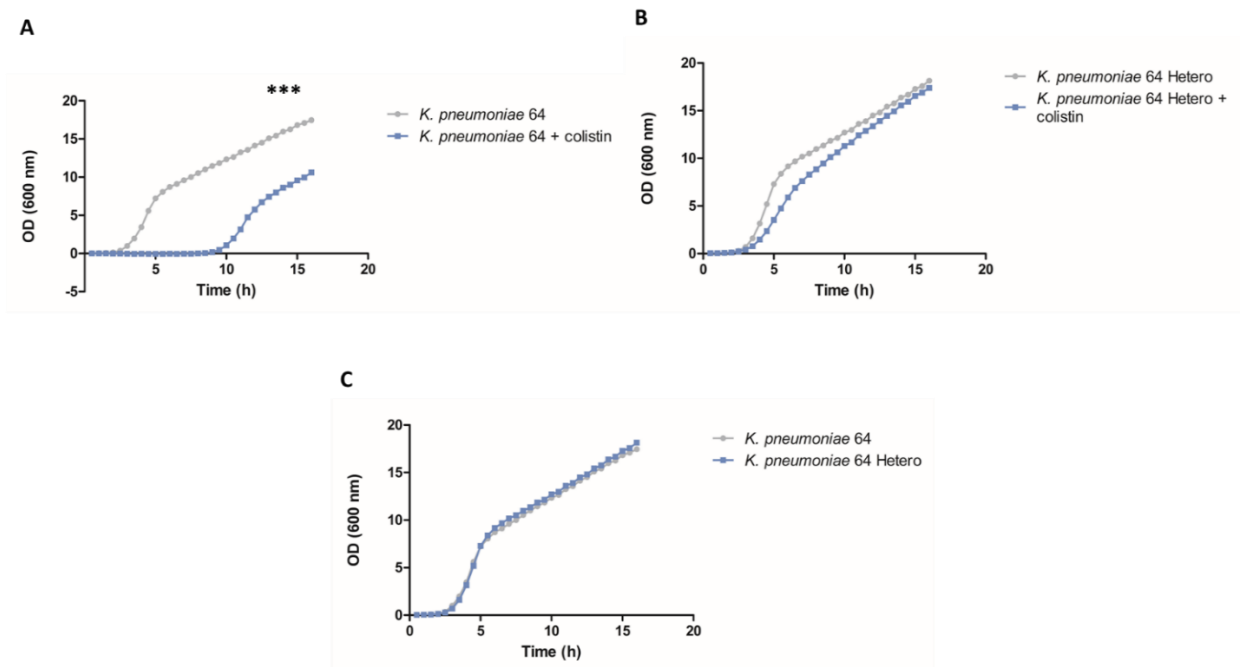 A
***
20
15
10
5
0
-5
5
10
15
20
OD (600 nm)
Time (h)
K. pneumoniae 64
K. pneumoniae 64 + colistin
B
20
15
10
5
0
0
5
10
15
20
OD (600 nm)
Time (h)
K. pneumoniae 64 Hetero
K. pneumoniae 64 Hetero +
colistin
C
20
15
10
5
0
0
5
10
15
20
OD (600 nm)
Time (h)
K. pneumoniae 64
K. pneumoniae 64 Hetero